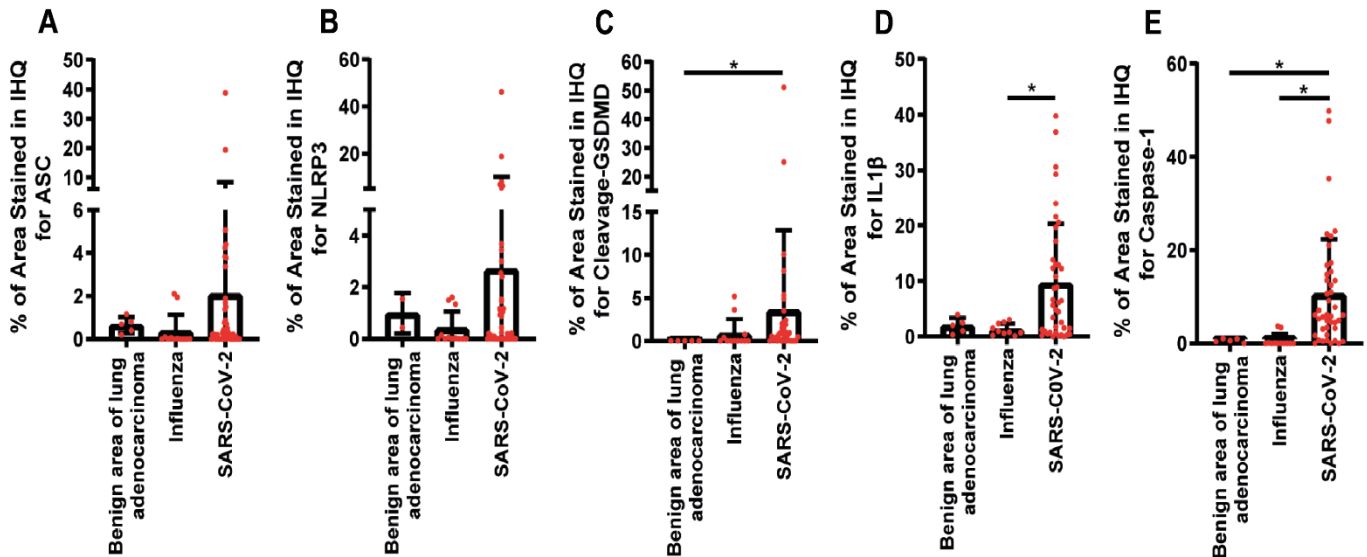 A
% of Area Stained in IHQ
for ASC
50
40
30
20
10
6
4
2
0
Benign area of lung
adenocarcinoma
Influenza
SARS-CoV-2
B
% of Area Stained in IHQ
for NLRP3
60
40
20
4
2
0
Benign area of lung
adenocarcinoma
Influenza
SARS-CoV-2
C
% of Area Stained in IHQ
for Cleavage-GSDMD
60
50
40
30
20
15
10
5
0
*
Benign area of lung
adenocarcinoma
Influenza
SARS-CoV-2
D
% of Area Stained in IHQ
for IL1β
50
40
30
20
10
0
*
Benign area of lung
adenocarcinoma
Influenza
SARS-C0V-2
E
% of Area Stained in IHQ
for Caspase-1
60
40
20
0
*
*
Benign area of lung
adenocarcinoma
Influenza
SARS-CoV-2